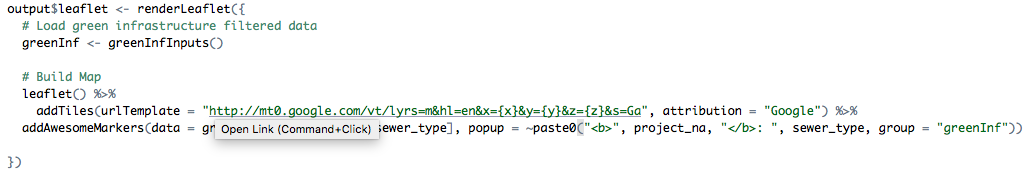 output$leaflet <- renderLeaflet({
# Load green infrastructure filtered data
greenInf <- greenInfInputs()
# Build Map
leaflet() %>%
addTiles(urlTemplate = "http://mt0.google.com/vt/lyrs=m&hl=en&x={x}&y={y}&z={z}&s=Ga", attribution = "Google") %>%
addAwesomeMarkers(data = gr sewer_type], popup = ~paste0("<b>", project_na, "</b>: ", sewer_type, group = "greenInf"))
Open Link (Command+Click)
})